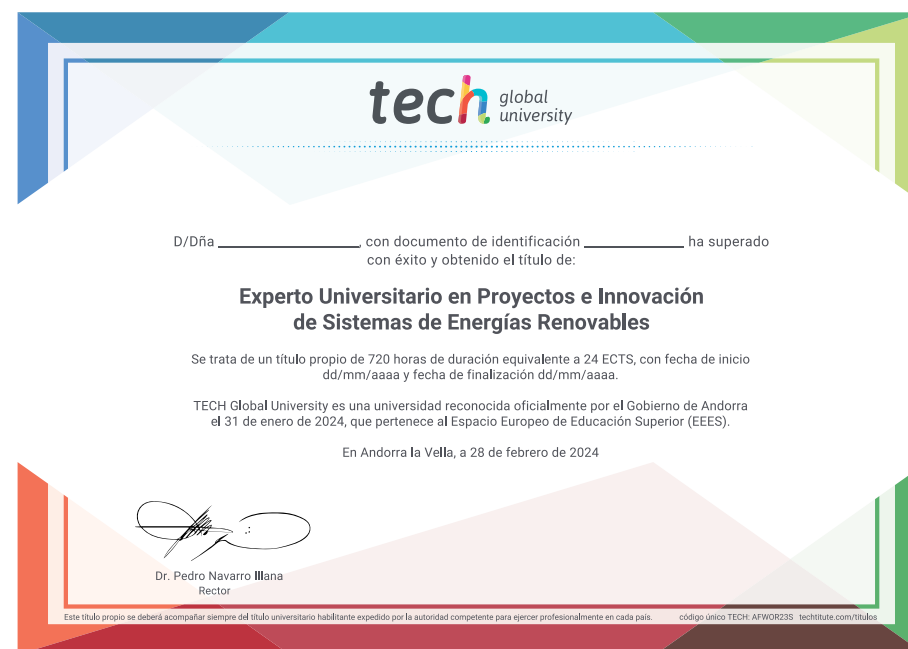 tech global
university
D/Dña ____________, con documento de identificación ____________ ha superado
con éxito y obtenido el título de:
Experto Universitario en Proyectos e Innovación
de Sistemas de Energías Renovables
Se trata de un título propio de 720 horas de duración equivalente a 24 ECTS, con fecha de inicio
dd/mm/aaaa y fecha de finalización dd/mm/aaaa.
TECH Global University es una universidad reconocida oficialmente por el Gobierno de Andorra
el 31 de enero de 2024, que pertenece al Espacio Europeo de Educación Superior (EEES).
En Andorra la Vella, a 28 de febrero de 2024
Dr. Pedro Navarro Illana
Rector
Este título propio se deberá acompañar siempre del título universitario habilitante expedido por la autoridad competente para ejercer profesionalmente en cada país. código único TECH: AFWOR23S techtitute.com/titulos